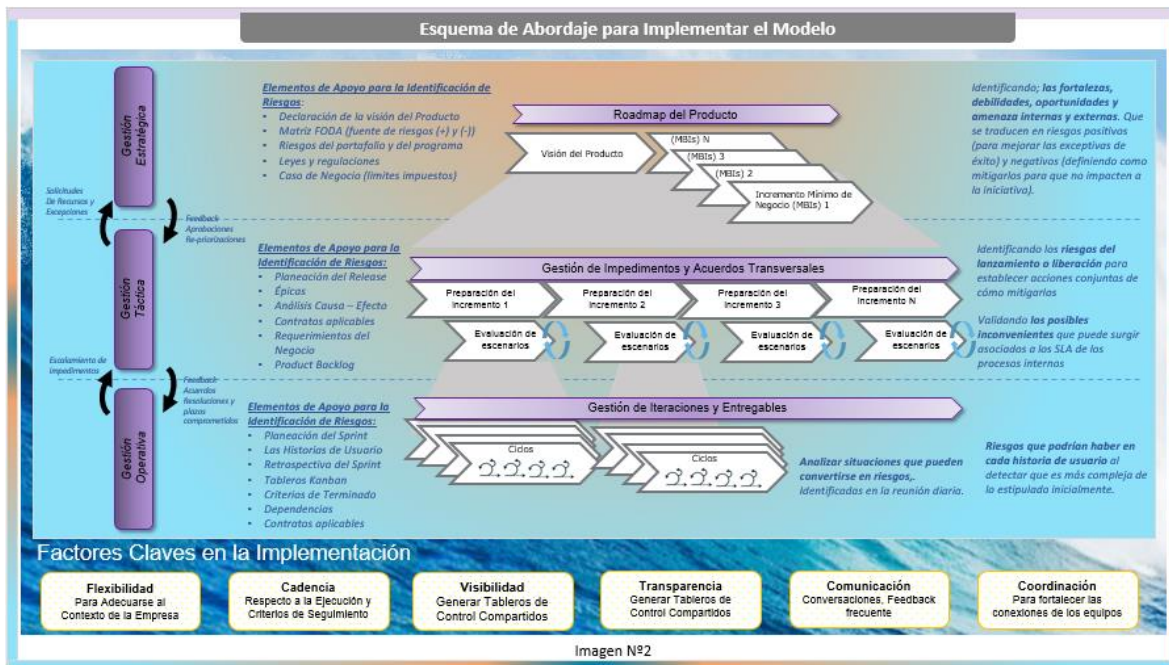 Esquema de Abordaje para Implementar el Modelo
Gestión
Estratégica
Elementos de Apoyo para la Identificación de
Riesgos:
• Declaración de la visión del Producto
• Matriz FODA (fuente de riesgos (+) y (-))
• Riesgos del portafolio y del programa
• Leyes y regulaciones
• Caso de Negocio (limites impuestos)
Roadmap del Producto
Visión del Producto
(MBIs) N
(MBIs) 3
(MBIs) 2
Incremento Mínimo de
Negocio (MBIs) 1
Identificando; las fortalezas,
debilidades, oportunidades y
amenaza internas y externas. Que
se traducen en riesgos positivos
(para mejorar las exceptivas de
éxito) y negativos (definiendo como
mitigarlos para que no impacten a
la iniciativa).
Solicitudes
De Recursos y
Excepciones
Feedback
Aprobaciones
Re-priorizaciones
Gestión
Táctica
Elementos de Apoyo para la
Identificación de Riesgos:
• Planeación del Release
• Épicas
• Análisis Causa – Efecto
• Contratos aplicables
• Requerimientos del
Negocio
• Product Backlog
Gestión de Impedimentos y Acuerdos Transversales
Preparación del
Incremento 1
Preparación del
Incremento 2
Preparación del
Incremento 3
Preparación del
Incremento N
Evaluación de
escenarios
Evaluación de
escenarios
Evaluación de
escenarios
Evaluación de
escenarios
Identificando los riesgos del
lanzamiento o liberación para
establecer acciones conjuntas de
cómo mitigarlos
Validando los posibles
inconvenientes que puede surgir
asociados a los SLA de los
procesos internos
Escalamiento de
Impedimentos
Feedback
Acuerdos
Resoluciones y
plazos
comprometidos
Gestión
Operativa
Elementos de Apoyo para la
Identificación de Riesgos:
• Planeación del Sprint
• Las Historias de Usuario
• Retrospectiva del Sprint
• Tableros Kanban
• Criterios de Terminado
• Dependencias
• Contratos aplicables
Gestión de Iteraciones y Entregables
Ciclos
Ciclos
Analizar situaciones que pueden
convertirse en riesgos,.
Identificadas en la reunión diaria.
Riesgos que podrían haber en
cada historia de usuario al
detectar que es más compleja de
lo estipulado inicialmente.
Factores Claves en la Implementación
Flexibilidad
Para Adecuarse al
Contexto de la Empresa
Cadencia
Respecto a la Ejecución y
Criterios de Seguimiento
Visibilidad
Generar Tableros de
Control Compartidos
Transparencia
Generar Tableros de
Control Compartidos
Comunicación
Conversaciones, Feedback
frecuente
Coordinación
Para fortalecer las
conexiones de los equipos
Imagen Nº2